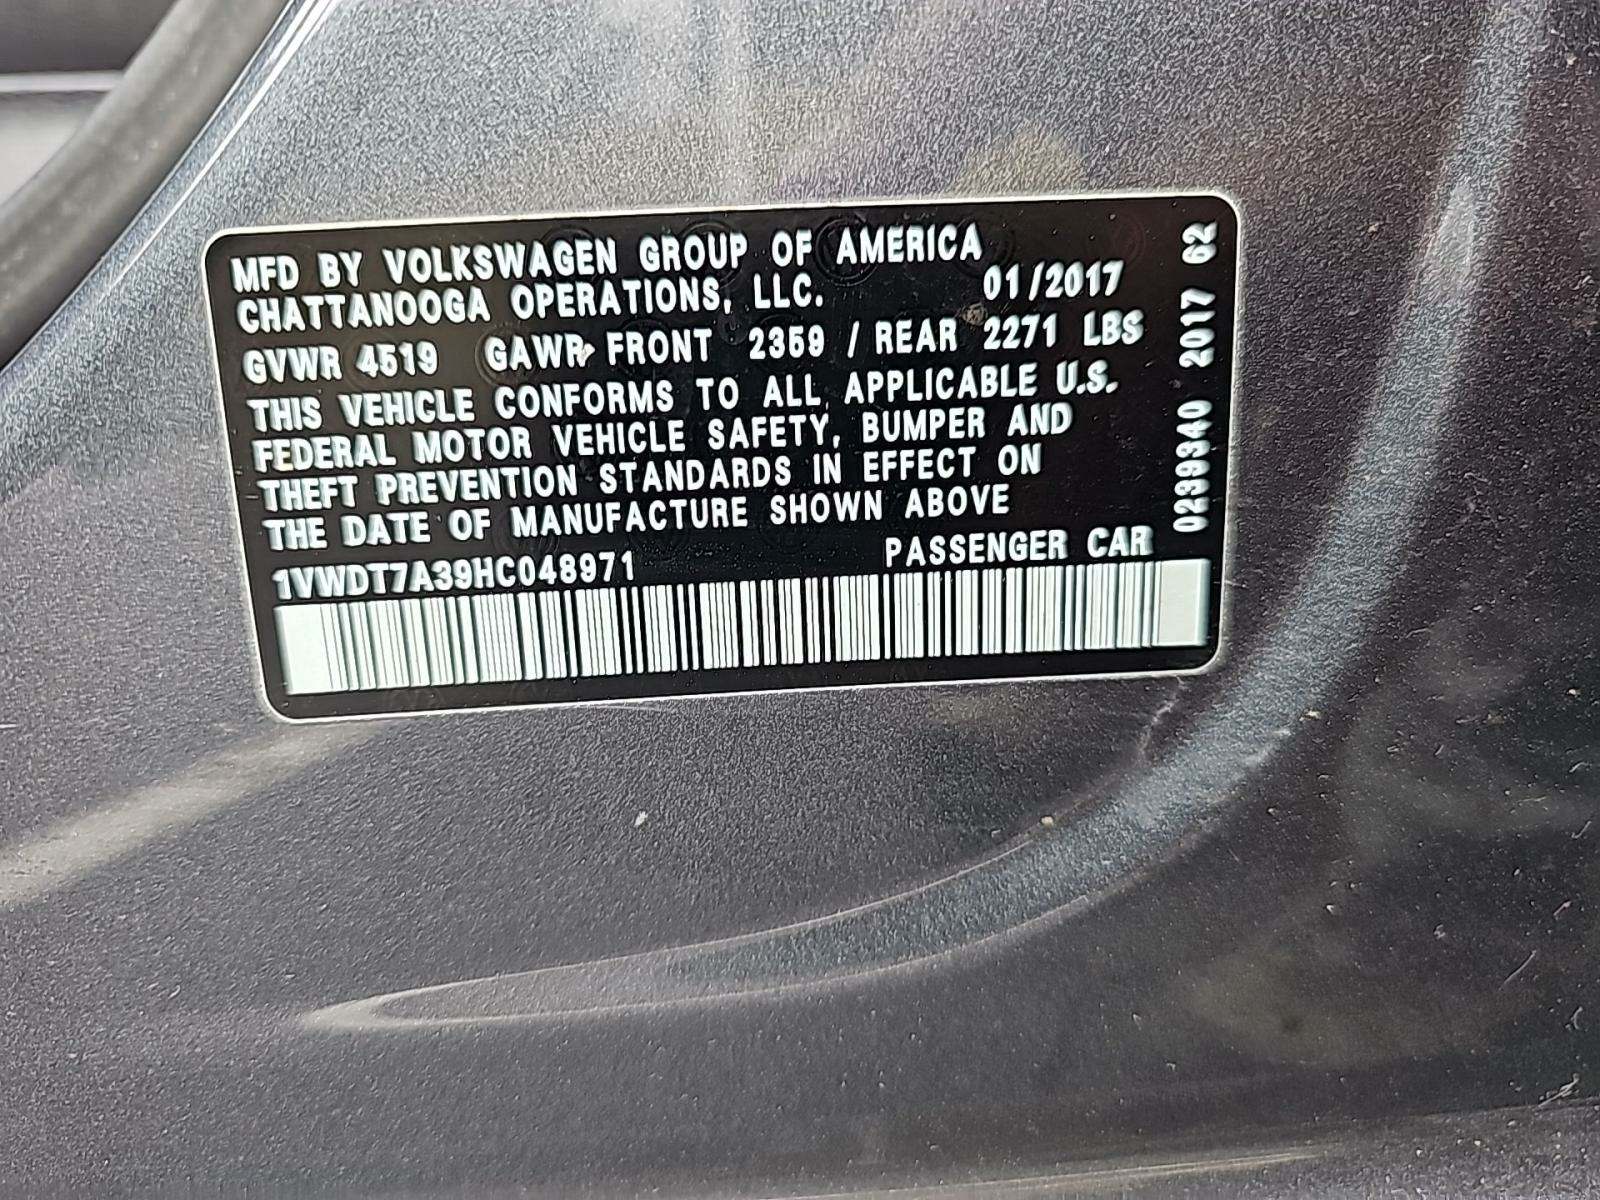 MFD BY VOLKSWAGEN GROUP OF AMERICA
CHATTANOOGA OPERATIONS, LLC. 01/2017
GVWR 4519 GAWR FRONT 2359 / REAR 2271 LBS
THIS VEHICLE CONFORMS TO ALL APPLICABLE U.S.
FEDERAL MOTOR VEHICLE SAFETY, BUMPER AND
THEFT PREVENTION STANDARDS IN EFFECT ON
THE DATE OF MANUFACTURE SHOWN ABOVE
1VWDT7A39HC048971 PASSENGER CAR
0239340 2017 62